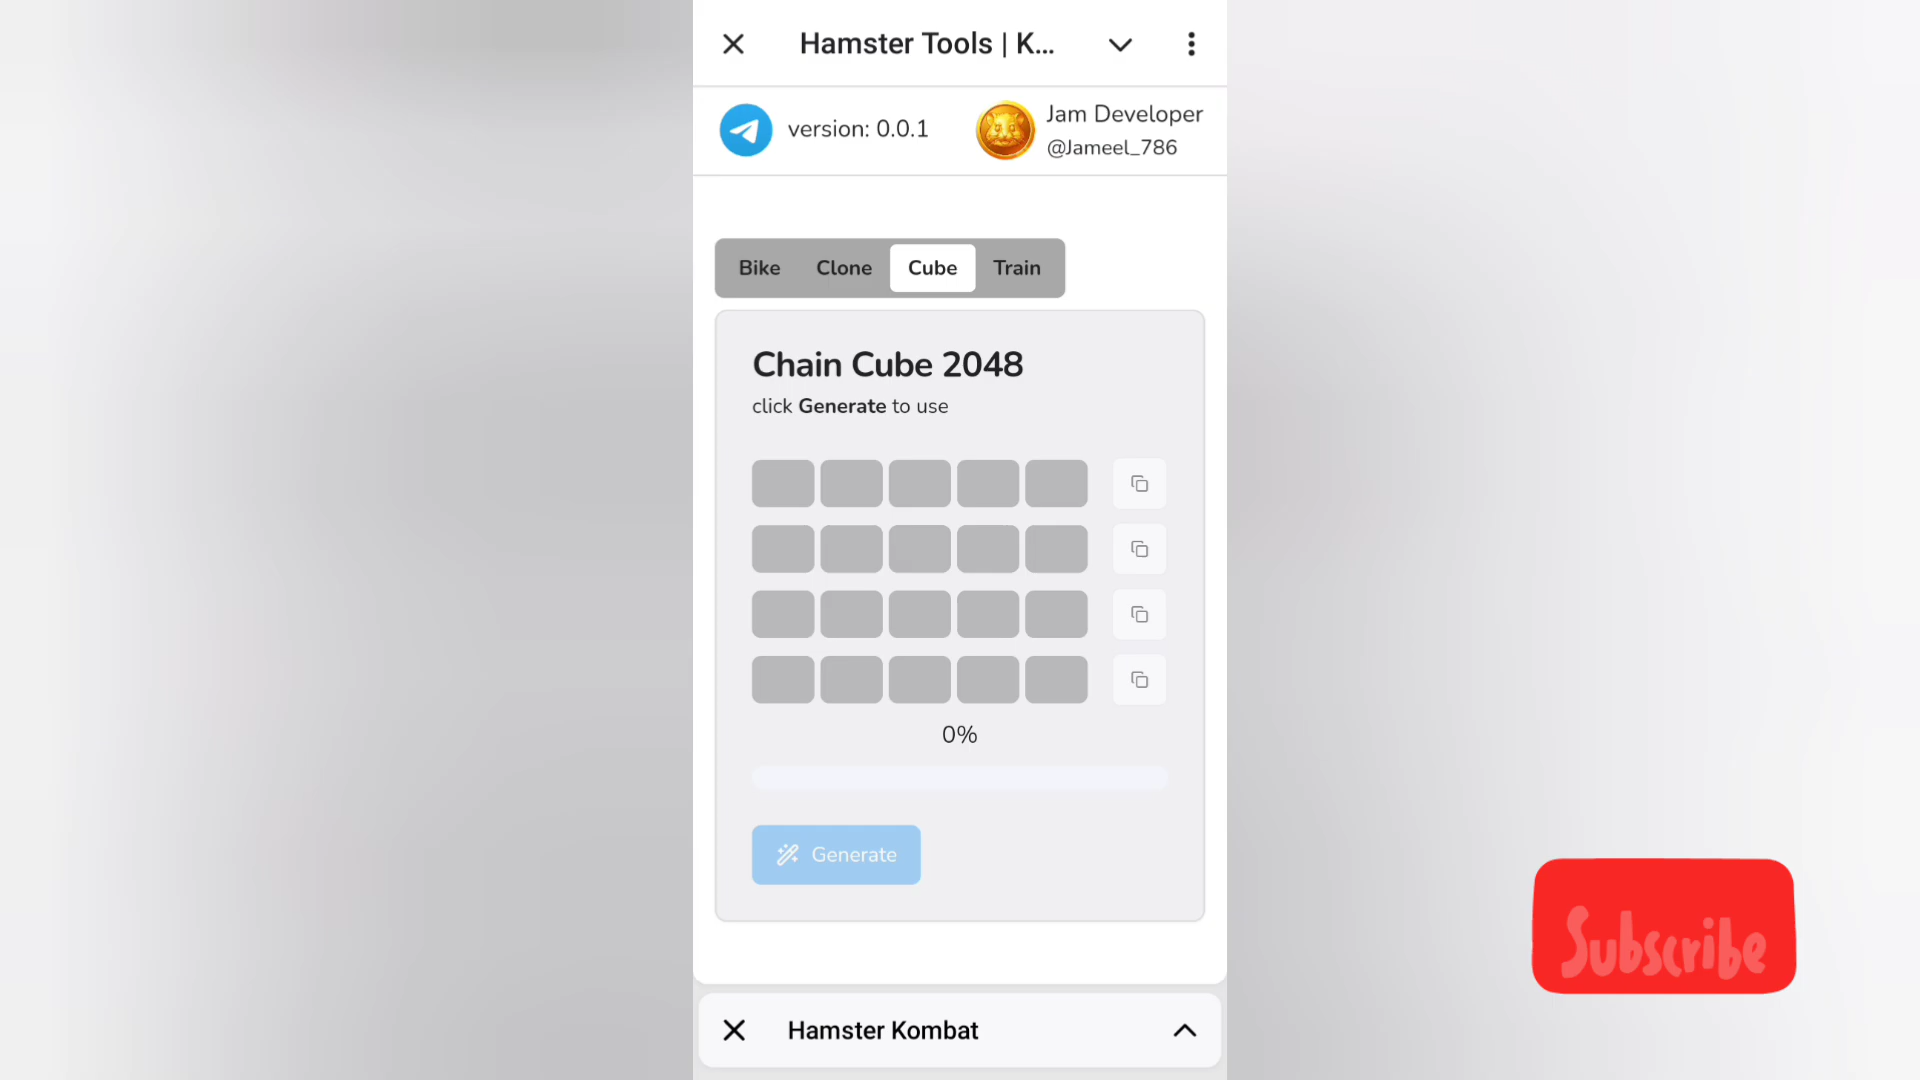 Hamster Tools | K...
version: 0.0.1
Jam Developer
@Jameel_786
Bike Clone Cube Train
Chain Cube 2048
click Generate to use
0%
Generate
Subscribe
Hamster Kombat